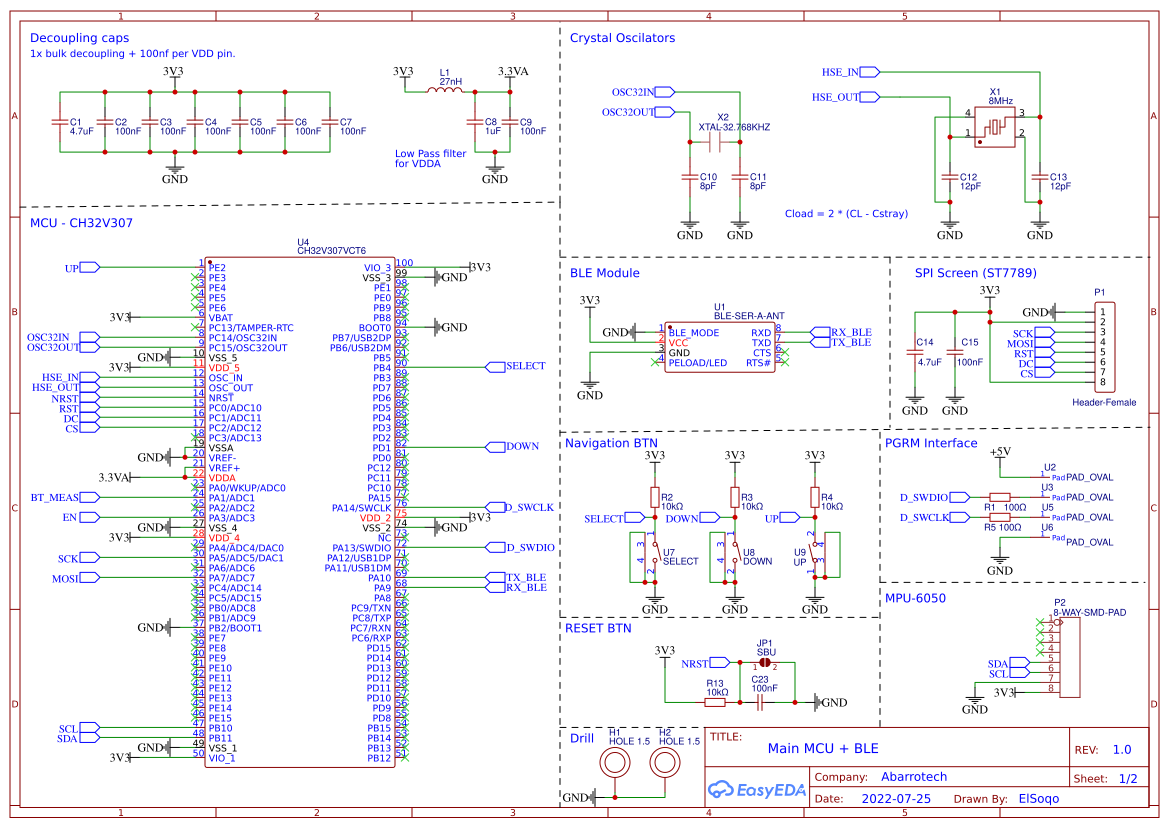 1 2 3 4 5
A
B
C
D
Decoupling caps
1x bulk decoupling + 100nf per VDD pin.
3V3
C1 4.7uF
C2 100nF
C3 100nF
C4 100nF
C5 100nF
C6 100nF
C7 100nF
GND
3V3
L1
27nH
3.3VA
C8 1uF
C9 100nF
Low Pass filter
for VDDA
GND
Crystal Oscilators
OSC32IN
OSC32OUT
X2
XTAL-32.768KHZ
C10 8pF
C11 8pF
GND GND
HSE_IN
HSE_OUT
X1
8MHz
4 3
1 2
C12 12pF
C13 12pF
Cload = 2 * (CL - Cstray)
GND GND
MCU - CH32V307
U4
CH32V307VCT6
UP 1 PE2
2 PE3
3 PE4
4 PE5
5 PE6
3V3 6 VBAT
7 PC13/TAMPER-RTC
OSC32IN 8 PC14/OSC32IN
OSC32OUT 9 PC15/OSC32OUT
GND 10 VSS_5
3V3 11 VDD_5
HSE_IN 12 OSC_IN
HSE_OUT 13 OSC_OUT
NRST 14 NRST
RST 15 PC0/ADC10
DC 16 PC1/ADC11
CS 17 PC2/ADC12
18 PC3/ADC13
19 VSSA
GND 20 VREF-
21 VREF+
3.3VA 22 VDDA
23 PA0/WKUP/ADC0
BT_MEAS 24 PA1/ADC1
25 PA2/ADC2
EN 26 PA3/ADC3
GND 27 VSS_4
3V3 28 VDD_4
29 PA4/ADC4/DAC0
SCK 30 PA5/ADC5/DAC1
31 PA6/ADC6
MOSI 32 PA7/ADC7
33 PC4/ADC14
34 PC5/ADC15
35 PB0/ADC8
36 PB1/ADC9
GND 37 PB2/BOOT1
38 PE7
39 PE8
40 PE9
41 PE10
42 PE11
43 PE12
44 PE13
45 PE14
46 PE15
SCL 47 PB10
SDA 48 PB11
GND 49 VSS_1
3V3 50 VIO_1
VIO_3 100 3V3
VSS_3 99 GND
PE1 98
PE0 97
PB9 96
PB8 95
BOOT0 94 GND
PB7/USB2DP 93
PB6/USB2DM 92
PB5 91
PB4 90 SELECT
PB3 89
PD7 88
PD6 87
PD5 86
PD4 85
PD3 84
PD2 83
PD1 82 DOWN
PD0 81
PC12 80
PC11 79
PC10 78
PA15 77
PA14/SWCLK 76 D_SWCLK
VDD_2 75 3V3
VSS_2 74 GND
NC 73
PA13/SWDIO 72 D_SWDIO
PA12/USB1DP 71
PA11/USB1DM 70
PA10 69 TX_BLE
PA9 68 RX_BLE
PA8 67
PC9/TXN 66
PC8/TXP 65
PC7/RXN 64
PC6/RXP 63
PD15 62
PD14 61
PD13 60
PD12 59
PD11 58
PD10 57
PD9 56
PD8 55
PB15 54
PB14 53
PB13 52
PB12 51
BLE Module
3V3
GND
U1
BLE-SER-A-ANT
1 BLE_MODE
2 VCC
3 GND
4 PELOAD/LED
RXD 8 RX_BLE
TXD 7 TX_BLE
CTS 6
RTS# 5
GND
SPI Screen (ST7789)
3V3
GND
P1
C14 4.7uF
C15 100nF
SCK
MOSI
RST
DC
CS
1
2
3
4
5
6
7
8
GND GND
Header-Female
Navigation BTN
3V3 3V3 3V3
R2 10kΩ
R3 10kΩ
R4 10kΩ
SELECT DOWN UP
U7 SELECT
U8 DOWN
U9 UP
GND GND GND
PGRM Interface
+5V
U2 1 Pad PAD_OVAL
D_SWDIO R1 100Ω U3 1 Pad PAD_OVAL
D_SWCLK R5 100Ω U5 1 Pad PAD_OVAL
U6 1 Pad PAD_OVAL
GND
RESET BTN
3V3
NRST
JP1
SBU
1 2
R13 10kΩ
C23 100nF
GND
MPU-6050
P2
8-WAY-SMD-PAD
1
2
3
4
SDA 5
SCL 6
7
3V3 8
GND
Drill
H1 HOLE 1.5
H2 HOLE 1.5
GND
TITLE:
Main MCU + BLE
REV: 1.0
EasyEDA
Company: Abarrotech
Sheet: 1/2
Date: 2022-07-25 Drawn By: ElSoqo
1 2 3 4 5